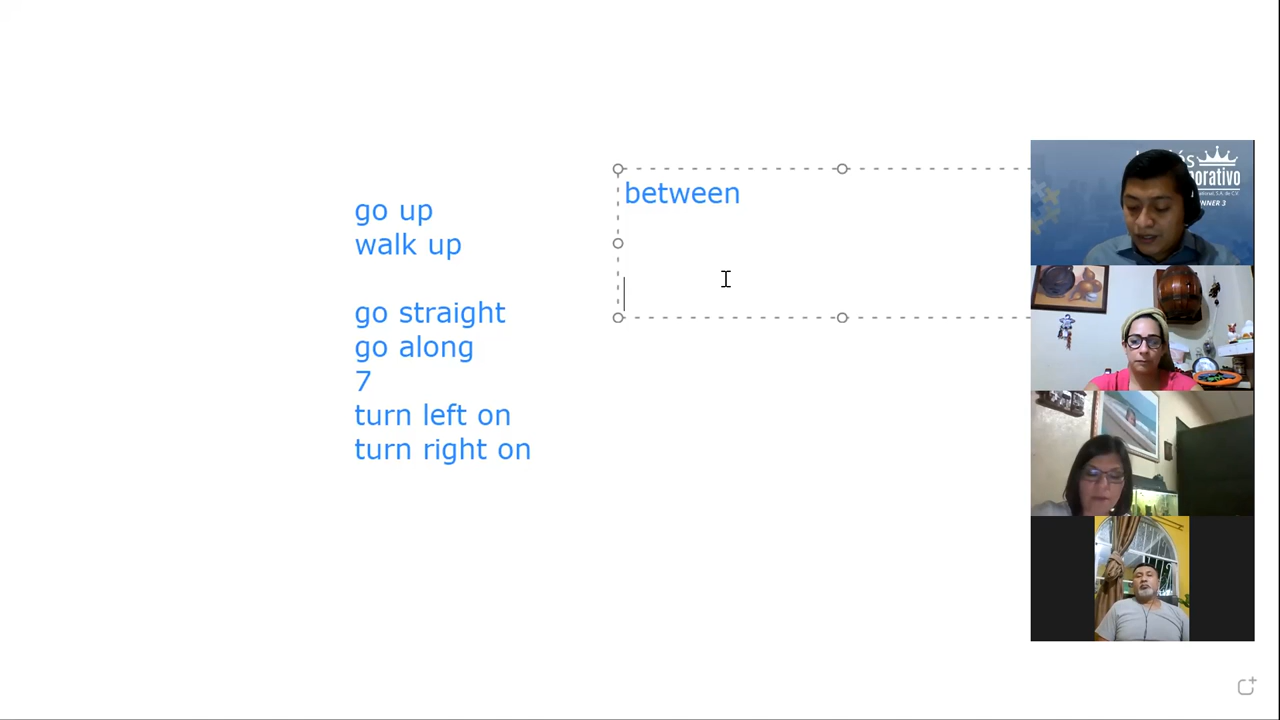 go up
walk up
go straight
go along
7
turn left on
turn right on
between